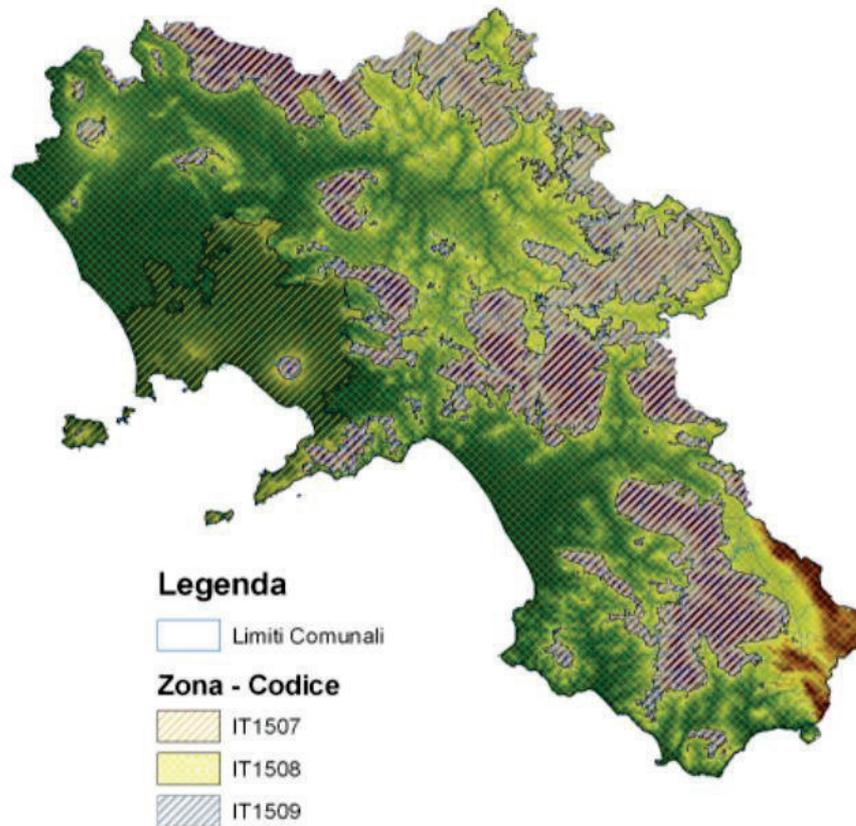 Legenda
Limiti Comunali
Zona - Codice
IT1507
IT1508
IT1509